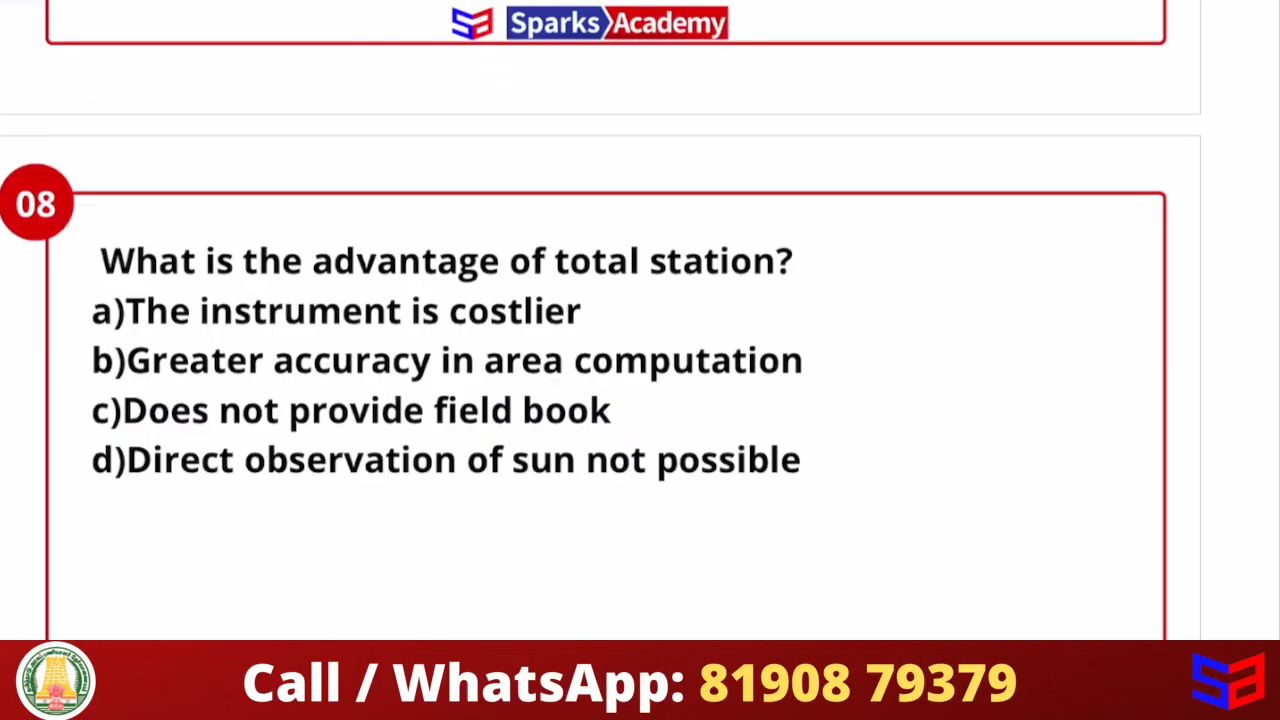 Sparks Academy
08
What is the advantage of total station?
a)The instrument is costlier
b)Greater accuracy in area computation
c)Does not provide field book
d)Direct observation of sun not possible
Call / WhatsApp: 81908 79379